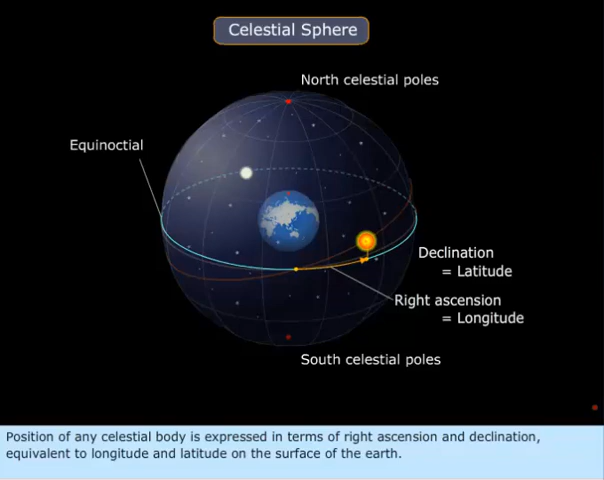 Celestial Sphere
North celestial poles
Equinoctial
Declination
= Latitude
Right ascension
= Longitude
South celestial poles
Position of any celestial body is expressed in terms of right ascension and declination,
equivalent to longitude and latitude on the surface of the earth.